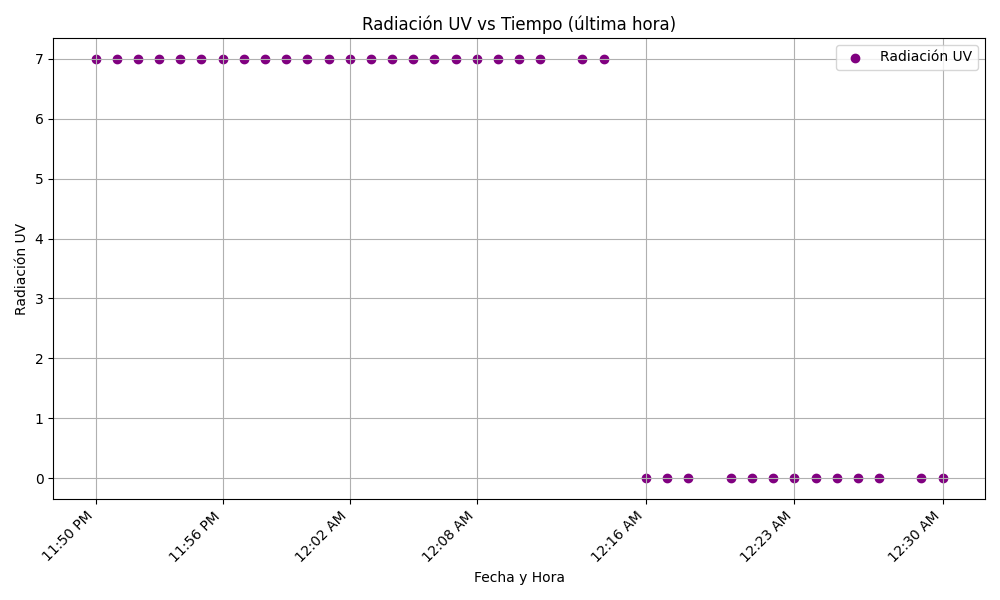 Radiación UV vs Tiempo (última hora)
Radiación UV
7
6
5
4
3
2
1
0
Radiación UV
11:50 PM
11:56 PM
12:02 AM
12:08 AM
12:16 AM
12:23 AM
12:30 AM
Fecha y Hora